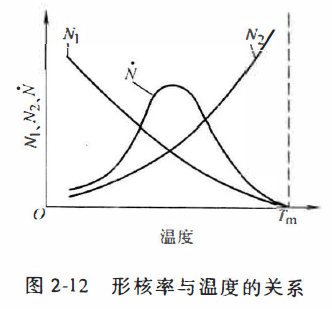 N₁
N₂
Ṅ
N₁、N₂、Ṅ
O
Tₘ
温度
图 2-12 形核率与温度的关系